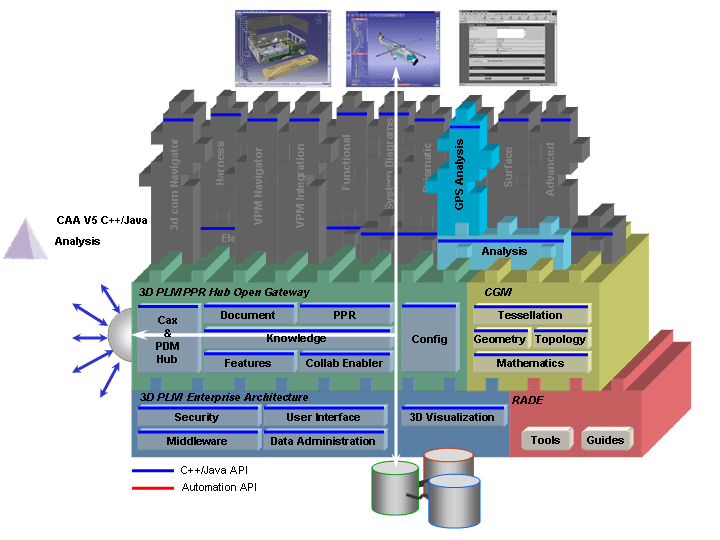 3d com Navigator
Harness
VPM Navigator
VPM Integration
Functional
System Diagrams
GPS Analysis
Surface
Advanced
CAA V5 C++/Java
Analysis
Analysis
3D PLM PPR Hub Open Gateway
CGM
Cax
&
PDM
Hub
Document
PPR
Knowledge
Features
Collab Enabler
Config
Tessellation
Geometry
Topology
Mathematics
3D PLM Enterprise Architecture
RADE
Security
User Interface
3D Visualization
Middleware
Data Administration
Tools
Guides
C++/Java API
Automation API